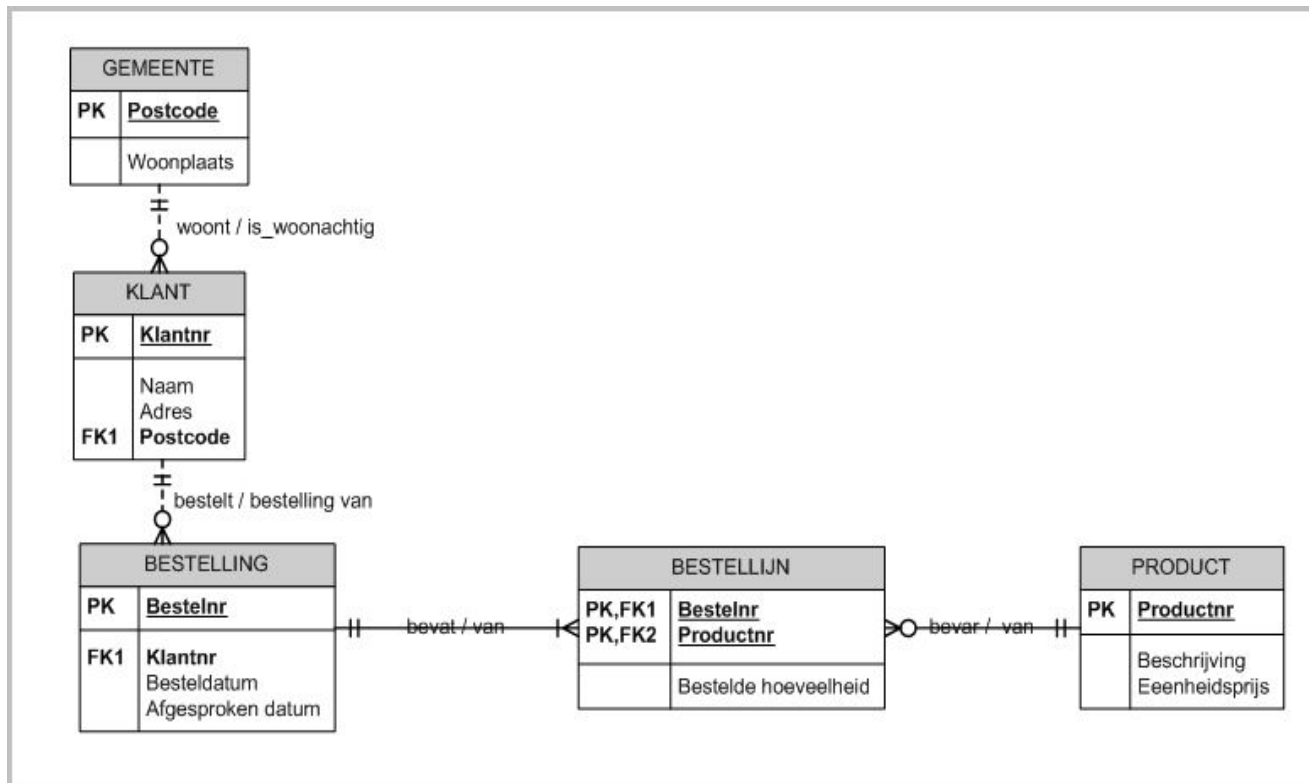 GEMEENTE
PK Postcode
Woonplaats
woont / is_woonachtig
KLANT
PK Klantnr
Naam
Adres
FK1 Postcode
bestelt / bestelling van
BESTELLING
PK Bestelnr
FK1 Klantnr
Besteldatum
Afgesproken datum
bevat / van
BESTELLIJN
PK,FK1 Bestelnr
PK,FK2 Productnr
Bestelde hoeveelheid
bevar / van
PRODUCT
PK Productnr
Beschrijving
Eeenheidsprijs